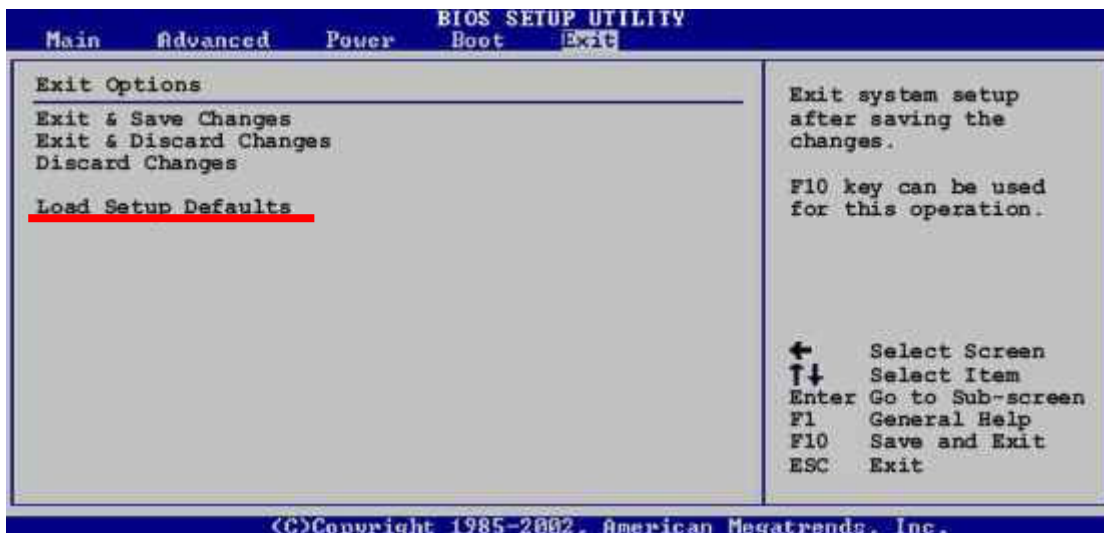 BIOS SETUP UTILITY
Main Advanced Power Boot Exit
Exit Options
Exit & Save Changes
Exit & Discard Changes
Discard Changes
Load Setup Defaults
Exit system setup
after saving the
changes.
F10 key can be used
for this operation.
← Select Screen
↑↓ Select Item
Enter Go to Sub-screen
F1 General Help
F10 Save and Exit
ESC Exit
(C)Copyright 1985-2002, American Megatrends, Inc.